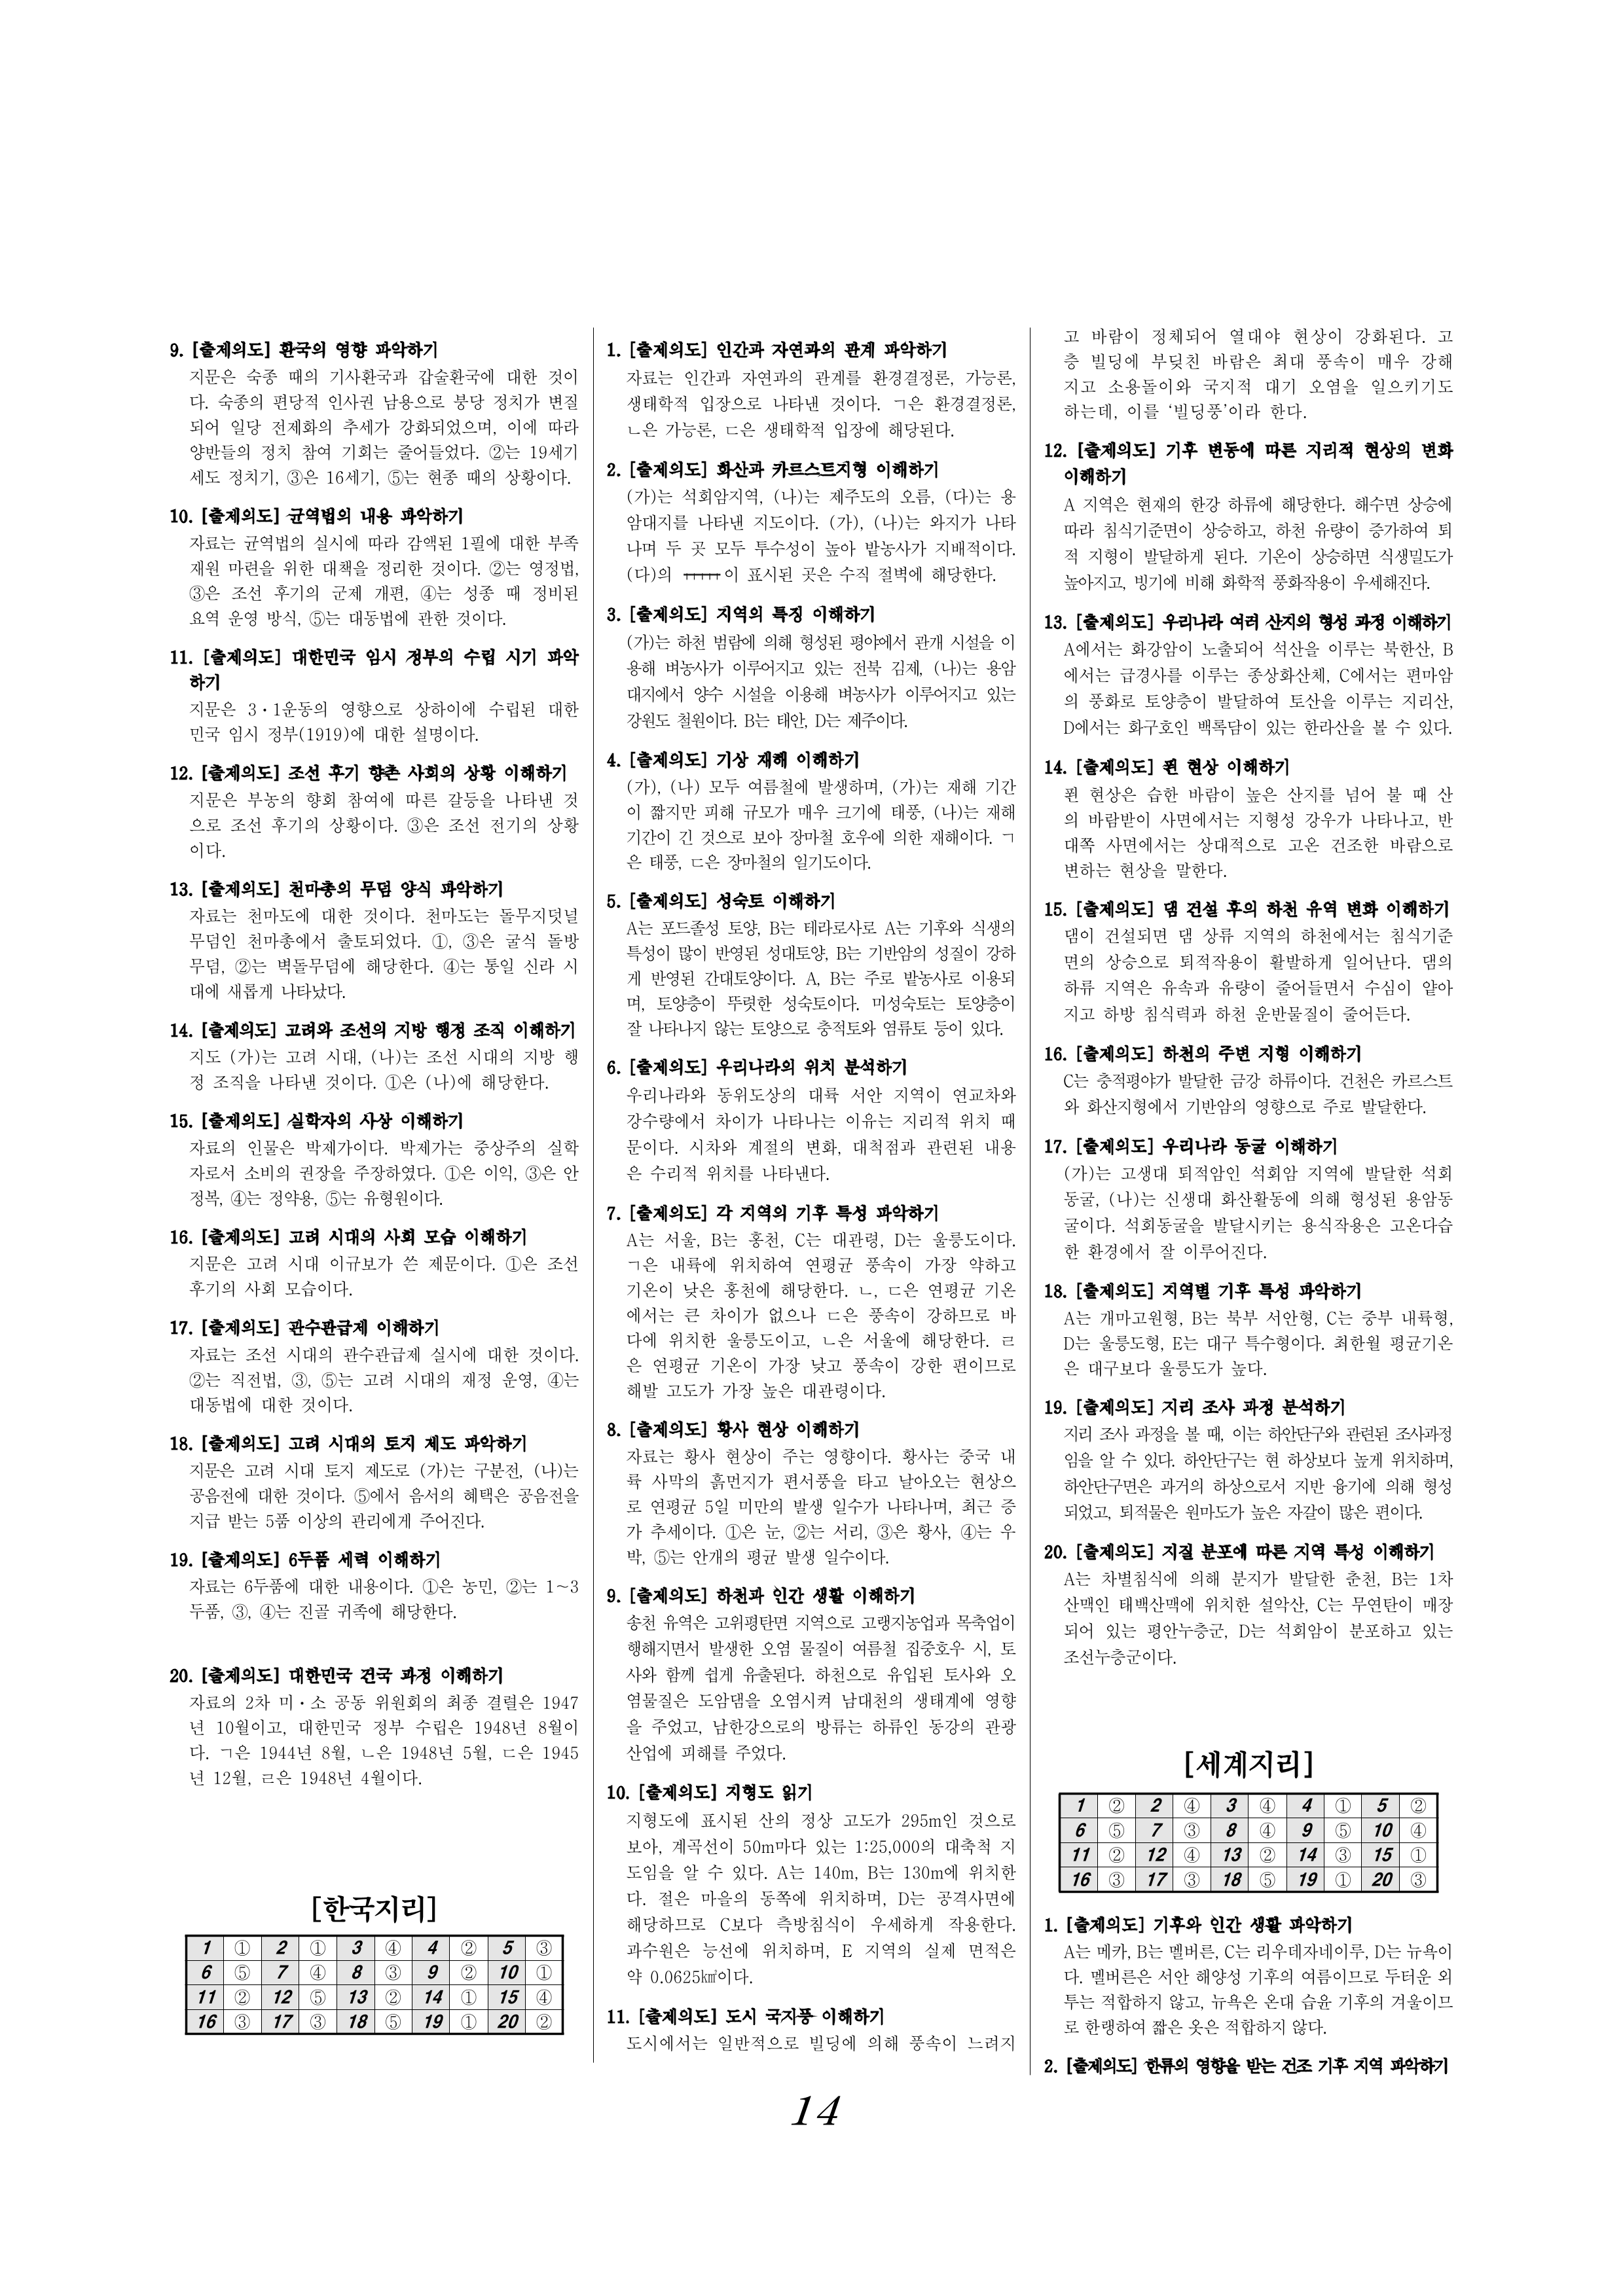 9. [출제의도] 환국의 영향 파악하기
지문은 숙종 때의 기사환국과 갑술환국에 대한 것이
다. 숙종의 편당적 인사권 남용으로 붕당 정치가 변질
되어 일당 전제화의 추세가 강화되었으며, 이에 따라
양반들의 정치 참여 기회는 줄어들었다. ②는 19세기
세도 정치기, ③은 16세기, ⑤는 현종 때의 상황이다.
10. [출제의도] 균역법의 내용 파악하기
자료는 균역법의 실시에 따라 감액된 1필에 대한 부족
재원 마련을 위한 대책을 정리한 것이다. ②는 영정법,
③은 조선 후기의 군제 개편, ④는 성종 때 정비된
요역 운영 방식, ⑤는 대동법에 관한 것이다.
11. [출제의도] 대한민국 임시 정부의 수립 시기 파악
하기
지문은 3·1운동의 영향으로 상하이에 수립된 대한
민국 임시 정부(1919)에 대한 설명이다.
12. [출제의도] 조선 후기 향촌 사회의 상황 이해하기
지문은 부농의 향회 참여에 따른 갈등을 나타낸 것
으로 조선 후기의 상황이다. ③은 조선 전기의 상황
이다.
13. [출제의도] 천마총의 무덤 양식 파악하기
자료는 천마도에 대한 것이다. 천마도는 돌무지덧널
무덤인 천마총에서 출토되었다. ①, ③은 굴식 돌방
무덤, ②는 벽돌무덤에 해당한다. ④는 통일 신라 시
대에 새롭게 나타났다.
14. [출제의도] 고려와 조선의 지방 행정 조직 이해하기
지도 (가)는 고려 시대, (나)는 조선 시대의 지방 행
정 조직을 나타낸 것이다. ①은 (나)에 해당한다.
15. [출제의도] 실학자의 사상 이해하기
자료의 인물은 박제가이다. 박제가는 중상주의 실학
자로서 소비의 권장을 주장하였다. ①은 이익, ③은 안
정복, ④는 정약용, ⑤는 유형원이다.
16. [출제의도] 고려 시대의 사회 모습 이해하기
지문은 고려 시대 이규보가 쓴 제문이다. ①은 조선
후기의 사회 모습이다.
17. [출제의도] 관수관급제 이해하기
자료는 조선 시대의 관수관급제 실시에 대한 것이다.
②는 직전법, ③, ⑤는 고려 시대의 재정 운영, ④는
대동법에 대한 것이다.
18. [출제의도] 고려 시대의 토지 제도 파악하기
지문은 고려 시대 토지 제도로 (가)는 구분전, (나)는
공음전에 대한 것이다. ⑤에서 음서의 혜택은 공음전을
지급 받는 5품 이상의 관리에게 주어진다.
19. [출제의도] 6두품 세력 이해하기
자료는 6두품에 대한 내용이다. ①은 농민, ②는 1~3
두품, ③, ④는 진골 귀족에 해당한다.
20. [출제의도] 대한민국 건국 과정 이해하기
자료의 2차 미·소 공동 위원회의 최종 결렬은 1947
년 10월이고, 대한민국 정부 수립은 1948년 8월이
다. ㄱ은 1944년 8월, ㄴ은 1948년 5월, ㄷ은 1945
년 12월, ㄹ은 1948년 4월이다.
[한국지리]
1 ① 2 ① 3 ④ 4 ② 5 ③
6 ⑤ 7 ④ 8 ③ 9 ② 10 ①
11 ② 12 ⑤ 13 ② 14 ① 15 ④
16 ③ 17 ③ 18 ⑤ 19 ① 20 ②
1. [출제의도] 인간과 자연과의 관계 파악하기
자료는 인간과 자연과의 관계를 환경결정론, 가능론,
생태학적 입장으로 나타낸 것이다. ㄱ은 환경결정론,
ㄴ은 가능론, ㄷ은 생태학적 입장에 해당된다.
2. [출제의도] 화산과 카르스트지형 이해하기
(가)는 석회암지역, (나)는 제주도의 오름, (다)는 용
암대지를 나타낸 지도이다. (가), (나)는 와지가 나타
나며 두 곳 모두 투수성이 높아 밭농사가 지배적이다.
(다)의 이 표시된 곳은 수직 절벽에 해당한다.
3. [출제의도] 지역의 특징 이해하기
(가)는 하천 범람에 의해 형성된 평야에서 관개 시설을 이
용해 벼농사가 이루어지고 있는 전북 김제, (나)는 용암
대지에서 양수 시설을 이용해 벼농사가 이루어지고 있는
강원도 철원이다. B는 태안, D는 제주이다.
4. [출제의도] 기상 재해 이해하기
(가), (나) 모두 여름철에 발생하며, (가)는 재해 기간
이 짧지만 피해 규모가 매우 크기에 태풍, (나)는 재해
기간이 긴 것으로 보아 장마철 호우에 의한 재해이다. ㄱ
은 태풍, ㄷ은 장마철의 일기도이다.
5. [출제의도] 성숙토 이해하기
A는 포드졸성 토양, B는 테라로사로 A는 기후와 식생의
특성이 많이 반영된 성대토양, B는 기반암의 성질이 강하
게 반영된 간대토양이다. A, B는 주로 밭농사로 이용되
며, 토양층이 뚜렷한 성숙토이다. 미성숙토는 토양층이
잘 나타나지 않는 토양으로 충적토와 염류토 등이 있다.
6. [출제의도] 우리나라의 위치 분석하기
우리나라와 동위도상의 대륙 서안 지역이 연교차와
강수량에서 차이가 나타나는 이유는 지리적 위치 때
문이다. 시차와 계절의 변화, 대척점과 관련된 내용
은 수리적 위치를 나타낸다.
7. [출제의도] 각 지역의 기후 특성 파악하기
A는 서울, B는 홍천, C는 대관령, D는 울릉도이다.
ㄱ은 내륙에 위치하여 연평균 풍속이 가장 약하고
기온이 낮은 홍천에 해당한다. ㄴ, ㄷ은 연평균 기온
에서는 큰 차이가 없으나 ㄷ은 풍속이 강하므로 바
다에 위치한 울릉도이고, ㄴ은 서울에 해당한다. ㄹ
은 연평균 기온이 가장 낮고 풍속이 강한 편이므로
해발 고도가 가장 높은 대관령이다.
8. [출제의도] 황사 현상 이해하기
자료는 황사 현상이 주는 영향이다. 황사는 중국 내
륙 사막의 흙먼지가 편서풍을 타고 날아오는 현상으
로 연평균 5일 미만의 발생 일수가 나타나며, 최근 증
가 추세이다. ①은 눈, ②는 서리, ③은 황사, ④는 우
박, ⑤는 안개의 평균 발생 일수이다.
9. [출제의도] 하천과 인간 생활 이해하기
송천 유역은 고위평탄면 지역으로 고랭지농업과 목축업이
행해지면서 발생한 오염 물질이 여름철 집중호우 시, 토
사와 함께 쉽게 유출된다. 하천으로 유입된 토사와 오
염물질은 도암댐을 오염시켜 남대천의 생태계에 영향
을 주었고, 남한강으로의 방류는 하류인 동강의 관광
산업에 피해를 주었다.
10. [출제의도] 지형도 읽기
지형도에 표시된 산의 정상 고도가 295m인 것으로
보아, 계곡선이 50m마다 있는 1:25,000의 대축척 지
도임을 알 수 있다. A는 140m, B는 130m에 위치한
다. 절은 마을의 동쪽에 위치하며, D는 공격사면에
해당하므로 C보다 측방침식이 우세하게 작용한다.
과수원은 능선에 위치하며, E 지역의 실제 면적은
약 0.0625㎢이다.
11. [출제의도] 도시 국지풍 이해하기
도시에서는 일반적으로 빌딩에 의해 풍속이 느려지
고 바람이 정체되어 열대야 현상이 강화된다. 고
층 빌딩에 부딪친 바람은 최대 풍속이 매우 강해
지고 소용돌이와 국지적 대기 오염을 일으키기도
하는데, 이를 ‘빌딩풍’이라 한다.
12. [출제의도] 기후 변동에 따른 지리적 현상의 변화
이해하기
A 지역은 현재의 한강 하류에 해당한다. 해수면 상승에
따라 침식기준면이 상승하고, 하천 유량이 증가하여 퇴
적 지형이 발달하게 된다. 기온이 상승하면 식생밀도가
높아지고, 빙기에 비해 화학적 풍화작용이 우세해진다.
13. [출제의도] 우리나라 여러 산지의 형성 과정 이해하기
A에서는 화강암이 노출되어 석산을 이루는 북한산, B
에서는 급경사를 이루는 종상화산체, C에서는 편마암
의 풍화로 토양층이 발달하여 토산을 이루는 지리산,
D에서는 화구호인 백록담이 있는 한라산을 볼 수 있다.
14. [출제의도] 푄 현상 이해하기
푄 현상은 습한 바람이 높은 산지를 넘어 불 때 산
의 바람받이 사면에서는 지형성 강우가 나타나고, 반
대쪽 사면에서는 상대적으로 고온 건조한 바람으로
변하는 현상을 말한다.
15. [출제의도] 댐 건설 후의 하천 유역 변화 이해하기
댐이 건설되면 댐 상류 지역의 하천에서는 침식기준
면의 상승으로 퇴적작용이 활발하게 일어난다. 댐의
하류 지역은 유속과 유량이 줄어들면서 수심이 얕아
지고 하방 침식력과 하천 운반물질이 줄어든다.
16. [출제의도] 하천의 주변 지형 이해하기
C는 충적평야가 발달한 금강 하류이다. 건천은 카르스트
와 화산지형에서 기반암의 영향으로 주로 발달한다.
17. [출제의도] 우리나라 동굴 이해하기
(가)는 고생대 퇴적암인 석회암 지역에 발달한 석회
동굴, (나)는 신생대 화산활동에 의해 형성된 용암동
굴이다. 석회동굴을 발달시키는 용식작용은 고온다습
한 환경에서 잘 이루어진다.
18. [출제의도] 지역별 기후 특성 파악하기
A는 개마고원형, B는 북부 서안형, C는 중부 내륙형,
D는 울릉도형, E는 대구 특수형이다. 최한월 평균기온
은 대구보다 울릉도가 높다.
19. [출제의도] 지리 조사 과정 분석하기
지리 조사 과정을 볼 때, 이는 하안단구와 관련된 조사과정
임을 알 수 있다. 하안단구는 현 하상보다 높게 위치하며,
하안단구면은 과거의 하상으로서 지반 융기에 의해 형성
되었고, 퇴적물은 원마도가 높은 자갈이 많은 편이다.
20. [출제의도] 지질 분포에 따른 지역 특성 이해하기
A는 차별침식에 의해 분지가 발달한 춘천, B는 1차
산맥인 태백산맥에 위치한 설악산, C는 무연탄이 매장
되어 있는 평안누층군, D는 석회암이 분포하고 있는
조선누층군이다.
[세계지리]
1 ② 2 ④ 3 ④ 4 ① 5 ②
6 ⑤ 7 ③ 8 ④ 9 ⑤ 10 ④
11 ② 12 ④ 13 ② 14 ③ 15 ①
16 ③ 17 ③ 18 ⑤ 19 ① 20 ③
1. [출제의도] 기후와 인간 생활 파악하기
A는 메카, B는 멜버른, C는 리우데자네이루, D는 뉴욕이
다. 멜버른은 서안 해양성 기후의 여름이므로 두터운 외
투는 적합하지 않고, 뉴욕은 온대 습윤 기후의 겨울이므
로 한랭하여 짧은 옷은 적합하지 않다.
2. [출제의도] 한류의 영향을 받는 건조 기후 지역 파악하기
14